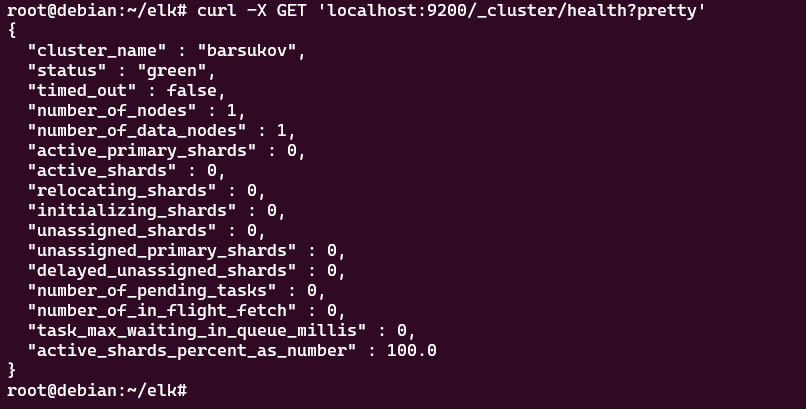 root@debian:~/elk# curl -X GET 'localhost:9200/_cluster/health?pretty'
{
  "cluster_name" : "barsukov",
  "status" : "green",
  "timed_out" : false,
  "number_of_nodes" : 1,
  "number_of_data_nodes" : 1,
  "active_primary_shards" : 0,
  "active_shards" : 0,
  "relocating_shards" : 0,
  "initializing_shards" : 0,
  "unassigned_shards" : 0,
  "unassigned_primary_shards" : 0,
  "delayed_unassigned_shards" : 0,
  "number_of_pending_tasks" : 0,
  "number_of_in_flight_fetch" : 0,
  "task_max_waiting_in_queue_millis" : 0,
  "active_shards_percent_as_number" : 100.0
}
root@debian:~/elk#